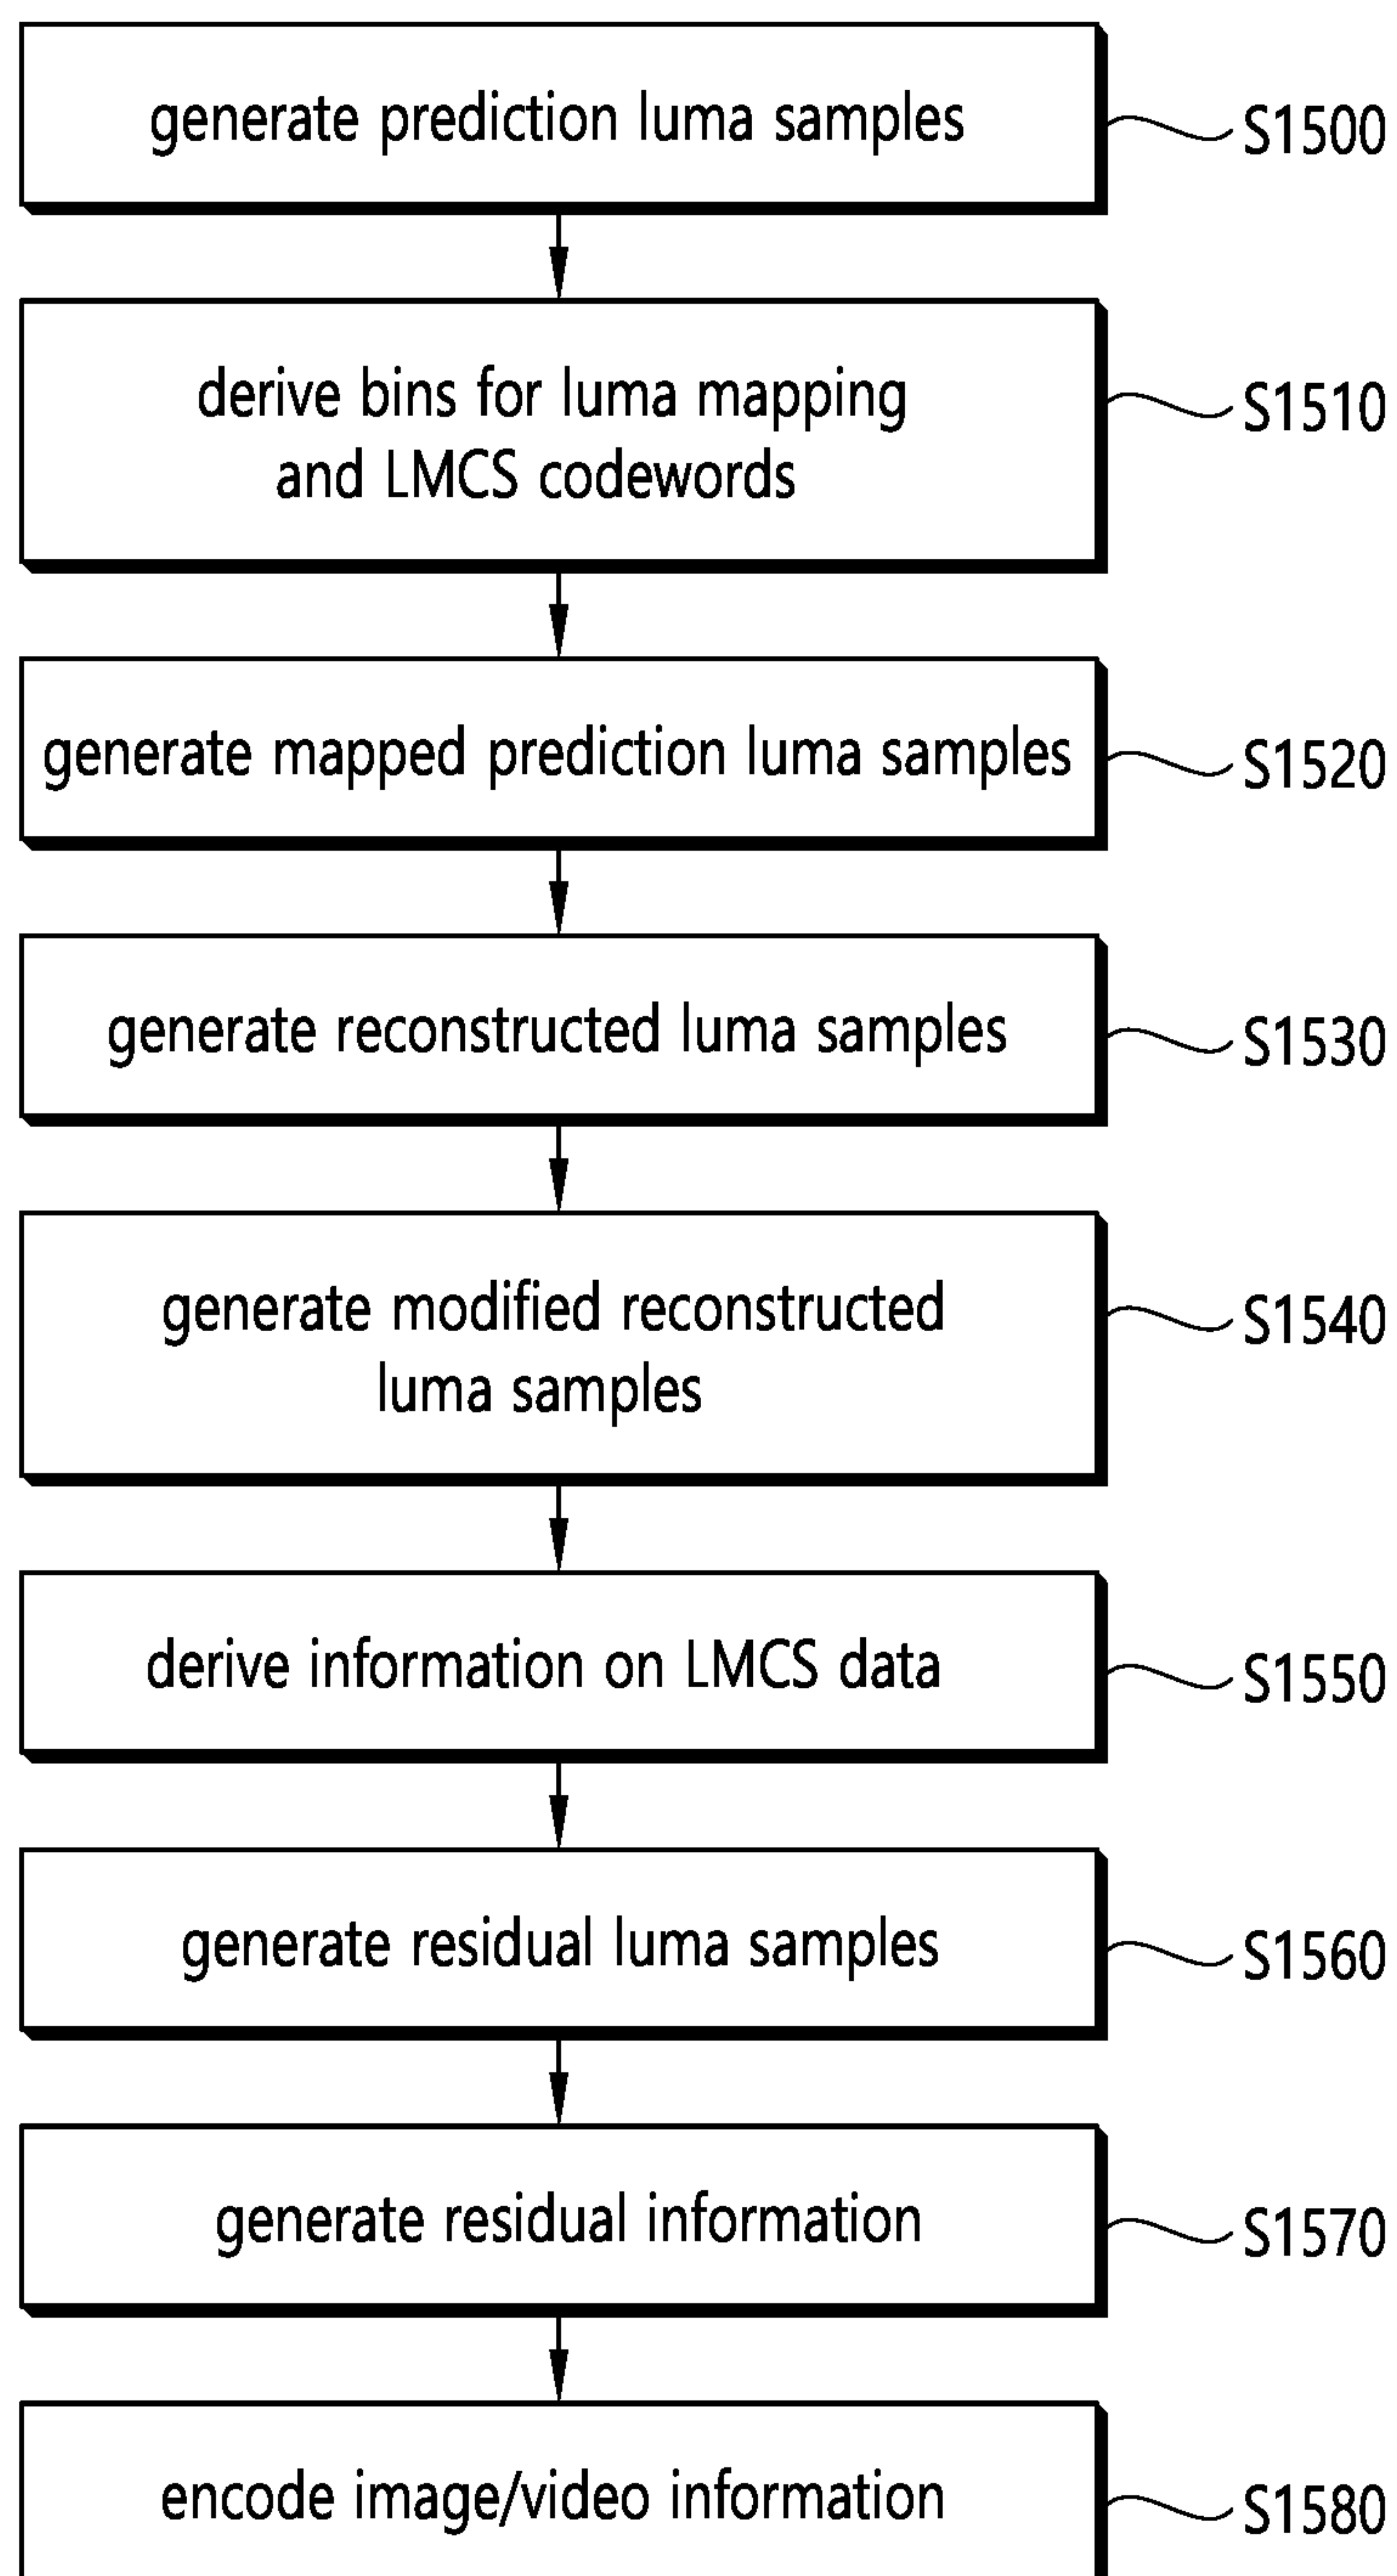 generate prediction luma samples
S1500
derive bins for luma mapping
and LMCS codewords
S1510
generate mapped prediction luma samples
S1520
generate reconstructed luma samples
S1530
generate modified reconstructed
luma samples
S1540
derive information on LMCS data
S1550
generate residual luma samples
S1560
generate residual information
S1570
encode image/video information
S1580